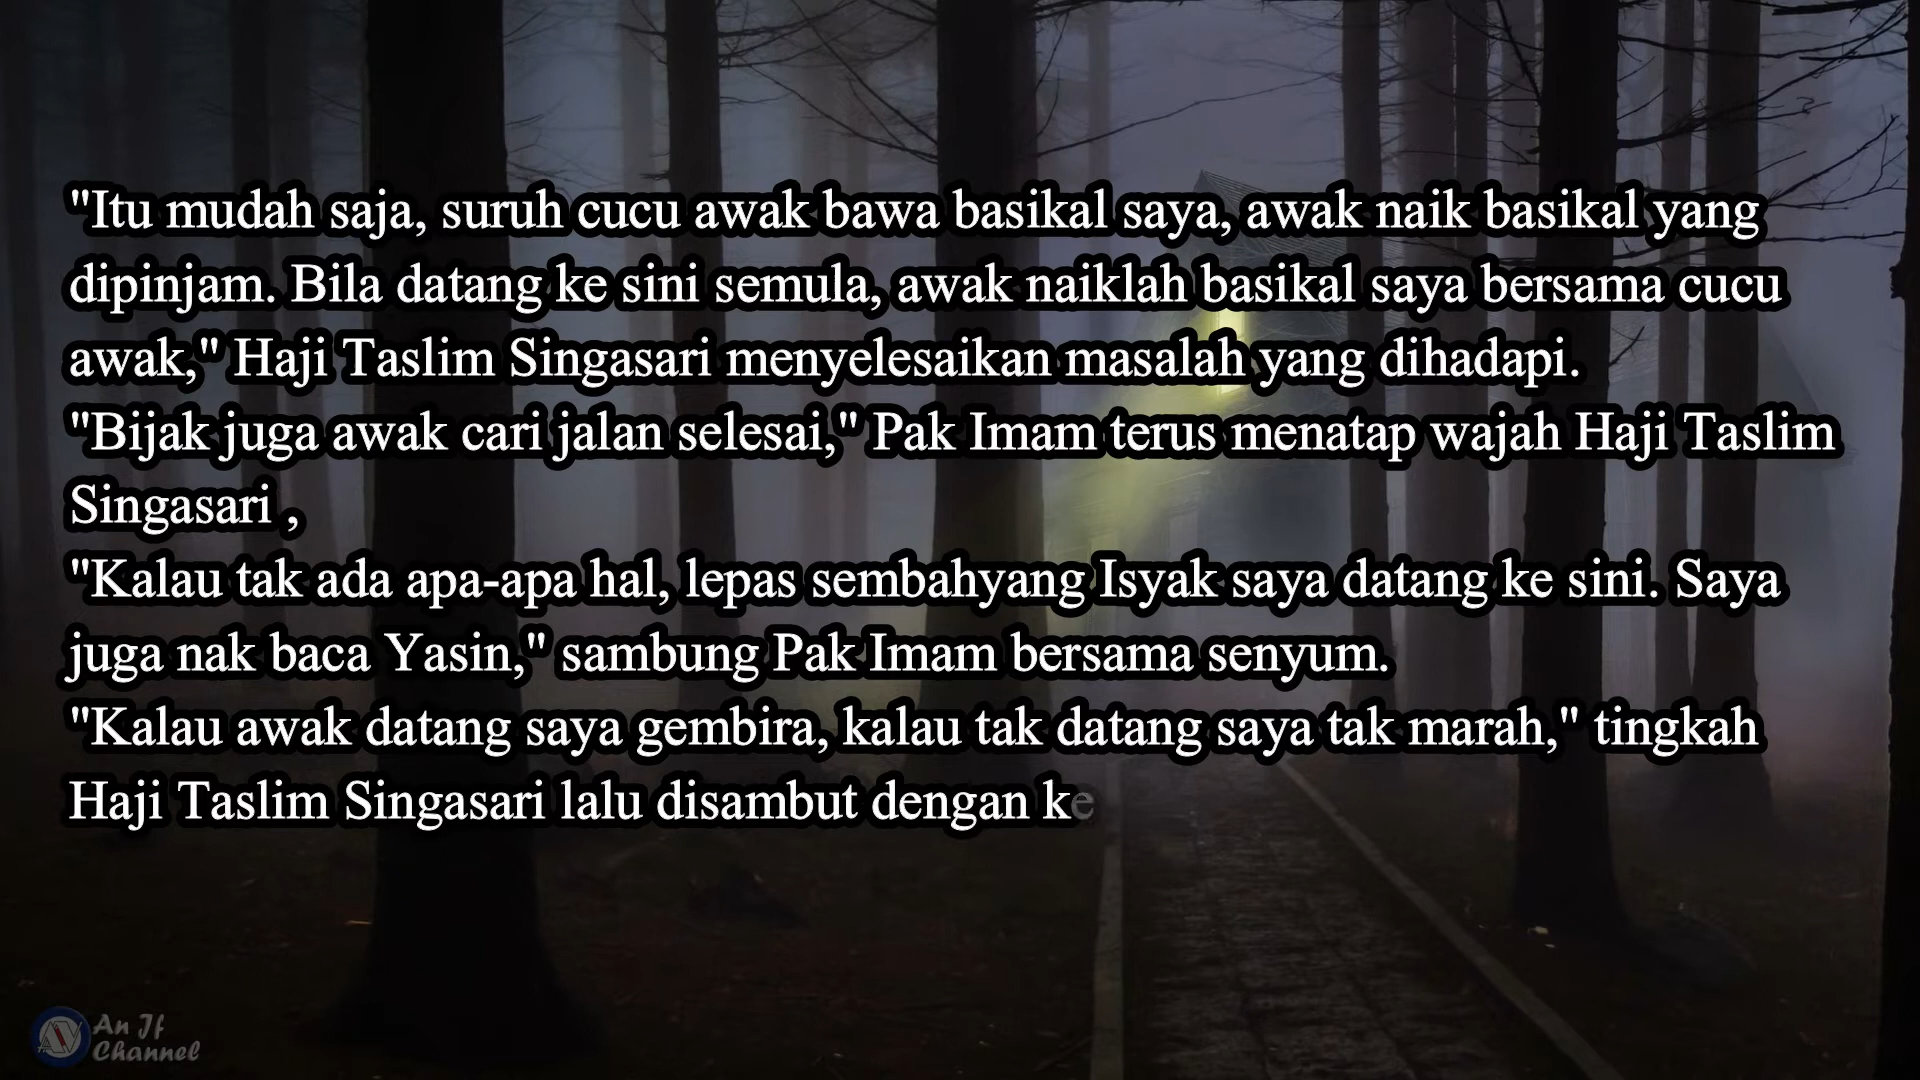 "Itu mudah saja, suruh cucu awak bawa basikal saya, awak naik basikal yang
dipinjam. Bila datang ke sini semula, awak naiklah basikal saya bersama cucu
awak," Haji Taslim Singasari menyelesaikan masalah yang dihadapi.
"Bijak juga awak cari jalan selesai," Pak Imam terus menatap wajah Haji Taslim
Singasari ,
"Kalau tak ada apa-apa hal, lepas sembahyang Isyak saya datang ke sini. Saya
juga nak baca Yasin," sambung Pak Imam bersama senyum.
"Kalau awak datang saya gembira, kalau tak datang saya tak marah," tingkah
Haji Taslim Singasari lalu disambut dengan ke
An Jf
Channel